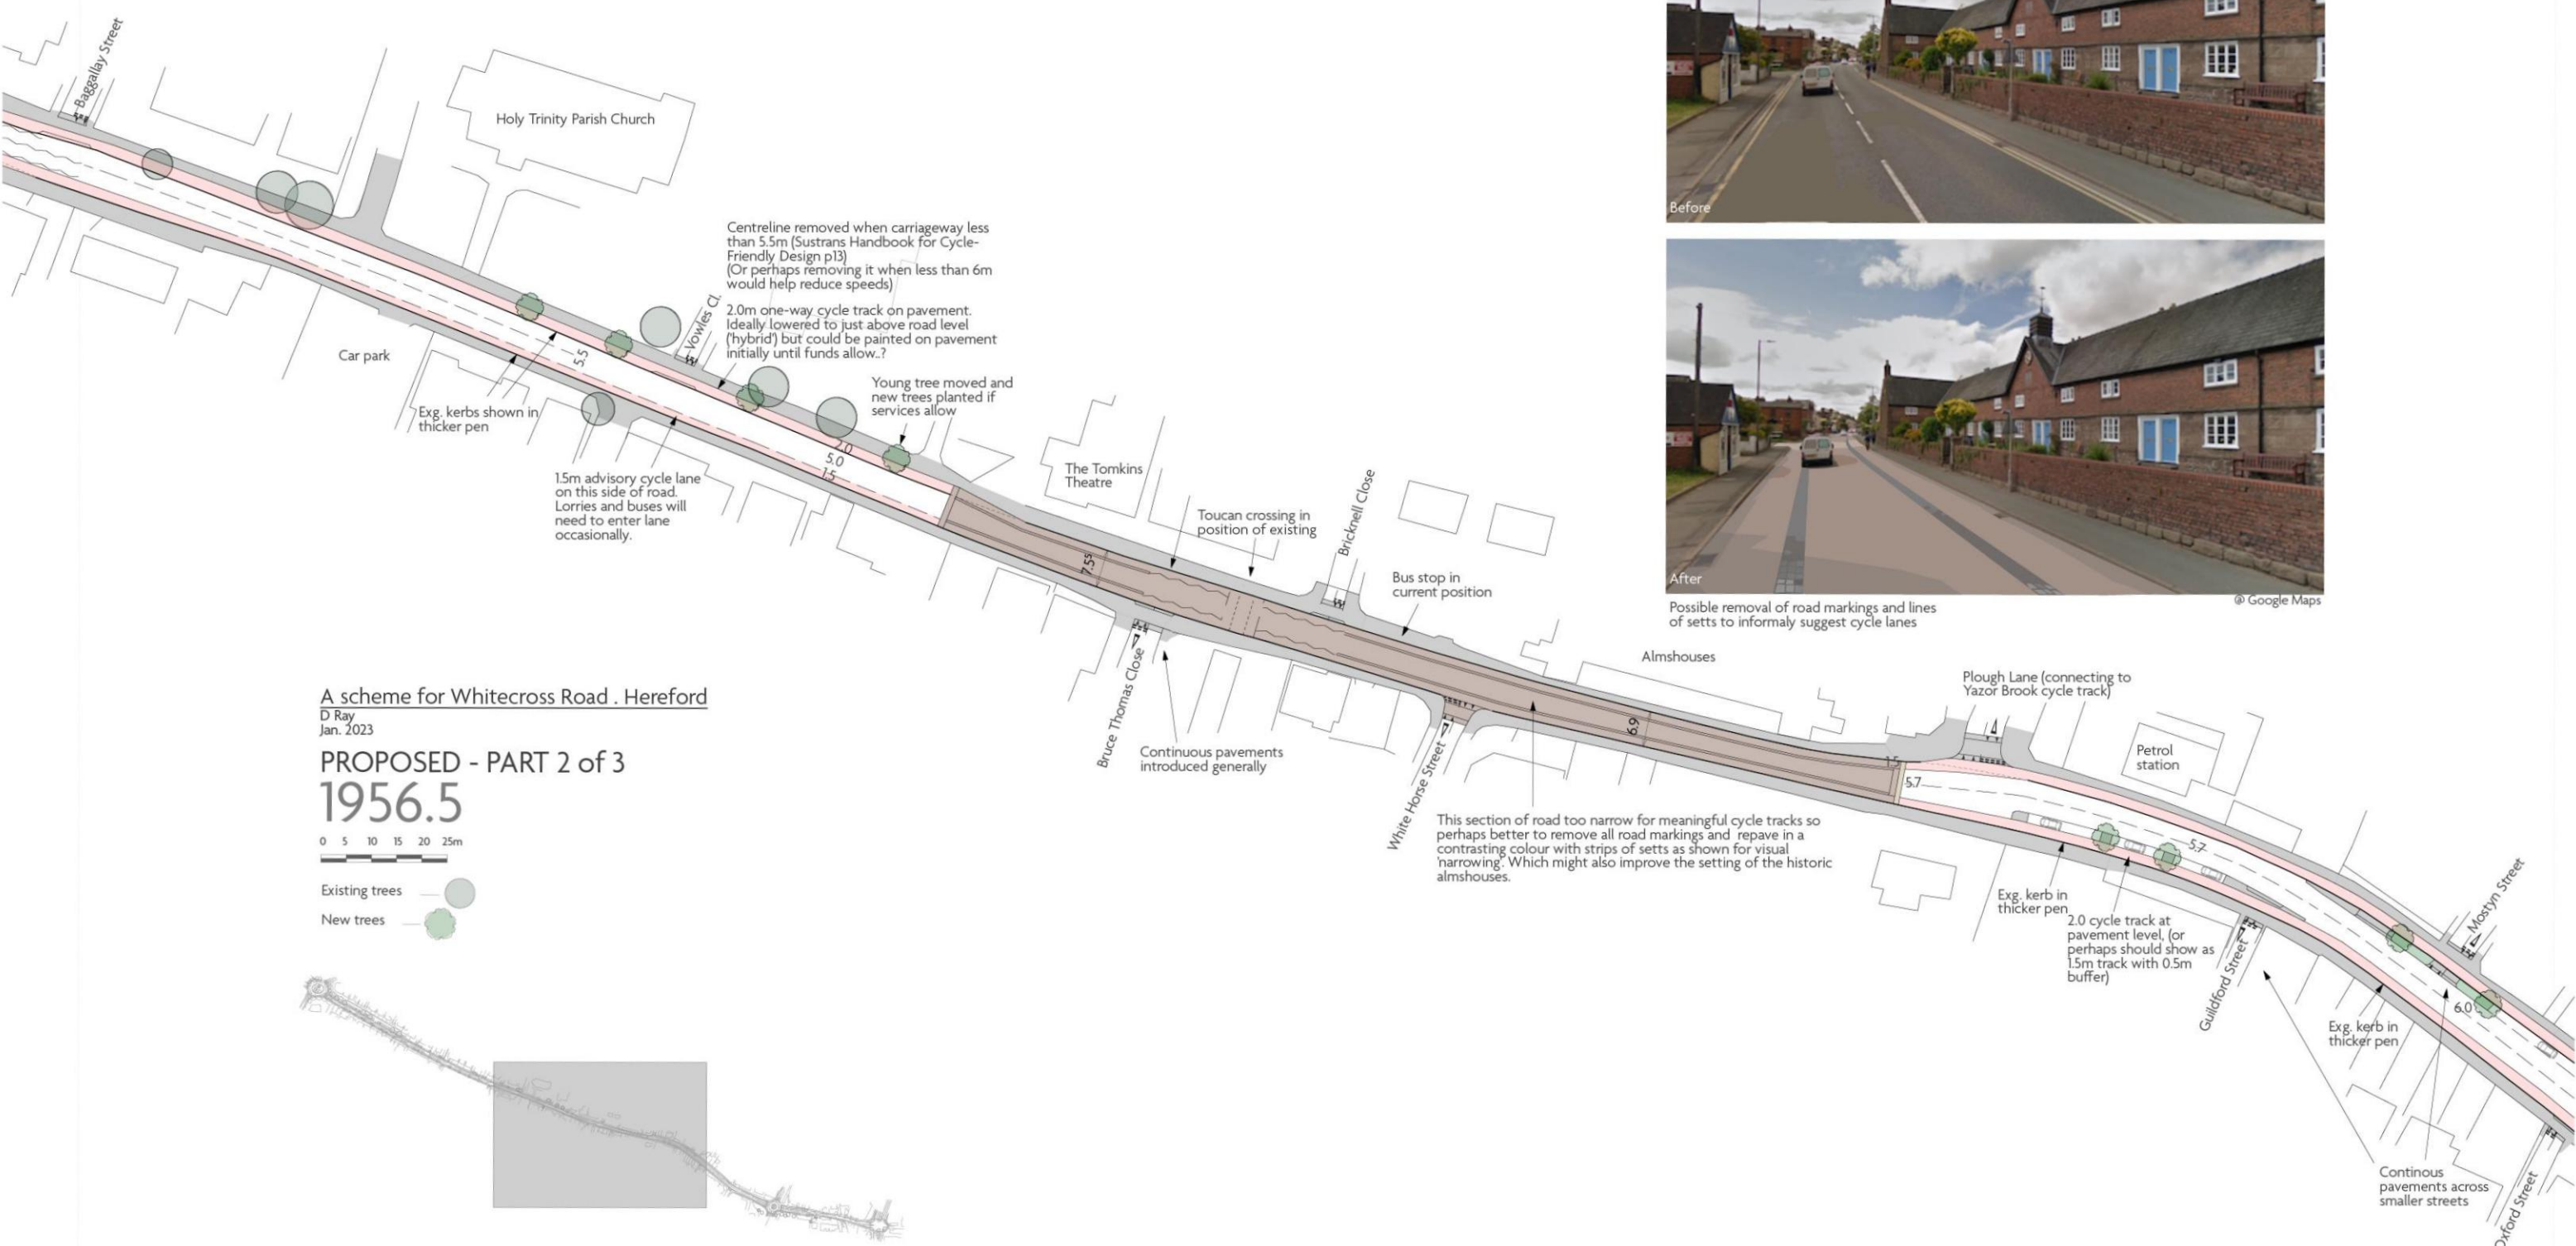 Baggallay Street
Holy Trinity Parish Church
Centreline removed when carriageway less
than 5.5m (Sustrans Handbook for Cycle-
Friendly Design p13)
(Or perhaps removing it when less than 6m
would help reduce speeds)
Vowles Cl.
2.0m one-way cycle track on pavement.
Ideally lowered to just above road level
('hybrid') but could be painted on pavement
initially until funds allow..?
Car park
5.5
Young tree moved and
new trees planted if
services allow
Exg. kerbs shown in
thicker pen
2.0
5.0
1.5
1.5m advisory cycle lane
on this side of road.
Lorries and buses will
need to enter lane
occasionally.
The Tomkins
Theatre
Toucan crossing in
position of existing
Bricknell Close
7.5
Bus stop in
current position
Before
After
@ Google Maps
Possible removal of road markings and lines
of setts to informaly suggest cycle lanes
Almshouses
Bruce Thomas Close
Continuous pavements
introduced generally
White Horse Street
6.9
Plough Lane (connecting to
Yazor Brook cycle track)
Petrol
station
1.5
5.7
This section of road too narrow for meaningful cycle tracks so
perhaps better to remove all road markings and repave in a
contrasting colour with strips of setts as shown for visual
'narrowing'. Which might also improve the setting of the historic
almshouses.
5.7
Exg. kerb in
thicker pen
2.0 cycle track at
pavement level, (or
perhaps should show as
1.5m track with 0.5m
buffer)
Guildford Street
Mostyn Street
6.0
Exg. kerb in
thicker pen
Continous
pavements across
smaller streets
Oxford Street
A scheme for Whitecross Road . Hereford
D Ray
Jan. 2023
PROPOSED - PART 2 of 3
1956.5
0 5 10 15 20 25m
Existing trees
New trees